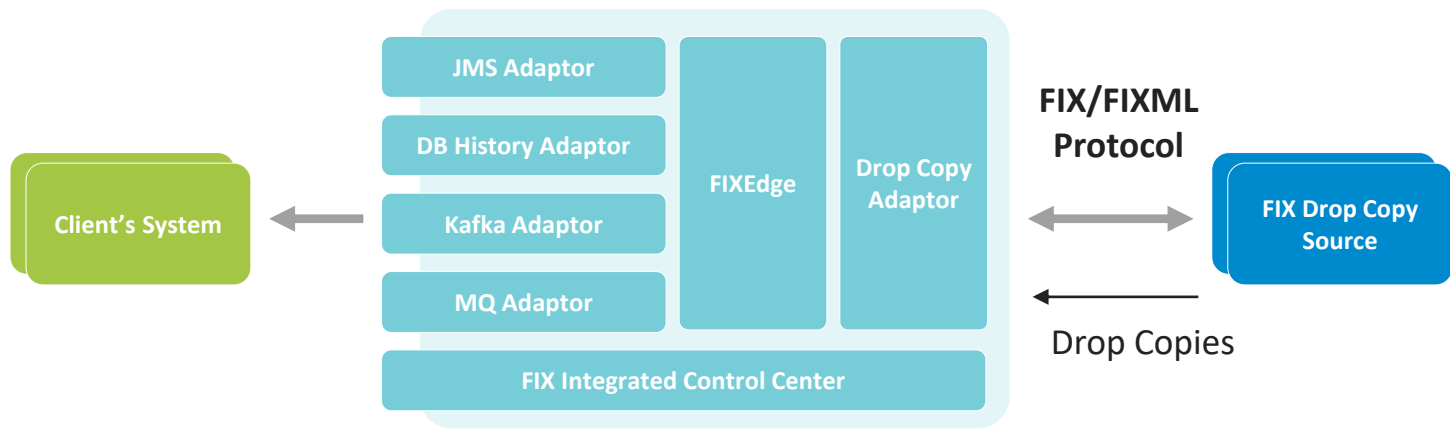 JMS Adaptor
DB History Adaptor
Kafka Adaptor
MQ Adaptor
FIXEdge
Drop Copy
Adaptor
FIX Integrated Control Center
Client’s System
FIX/FIXML
Protocol
FIX Drop Copy
Source
Drop Copies